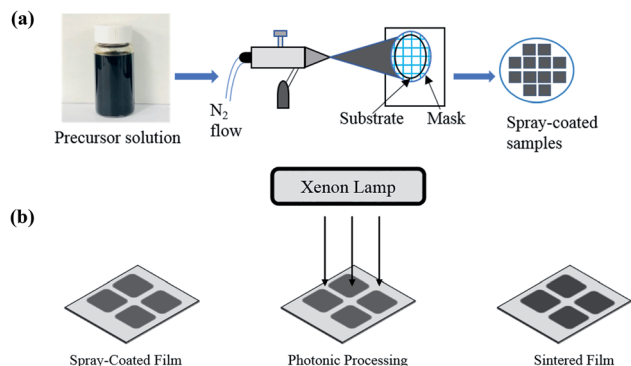 (a)
Precursor solution
N2
flow
Substrate
Mask
Spray-coated
samples
Xenon Lamp
(b)
Spray-Coated Film
Photonic Processing
Sintered Film